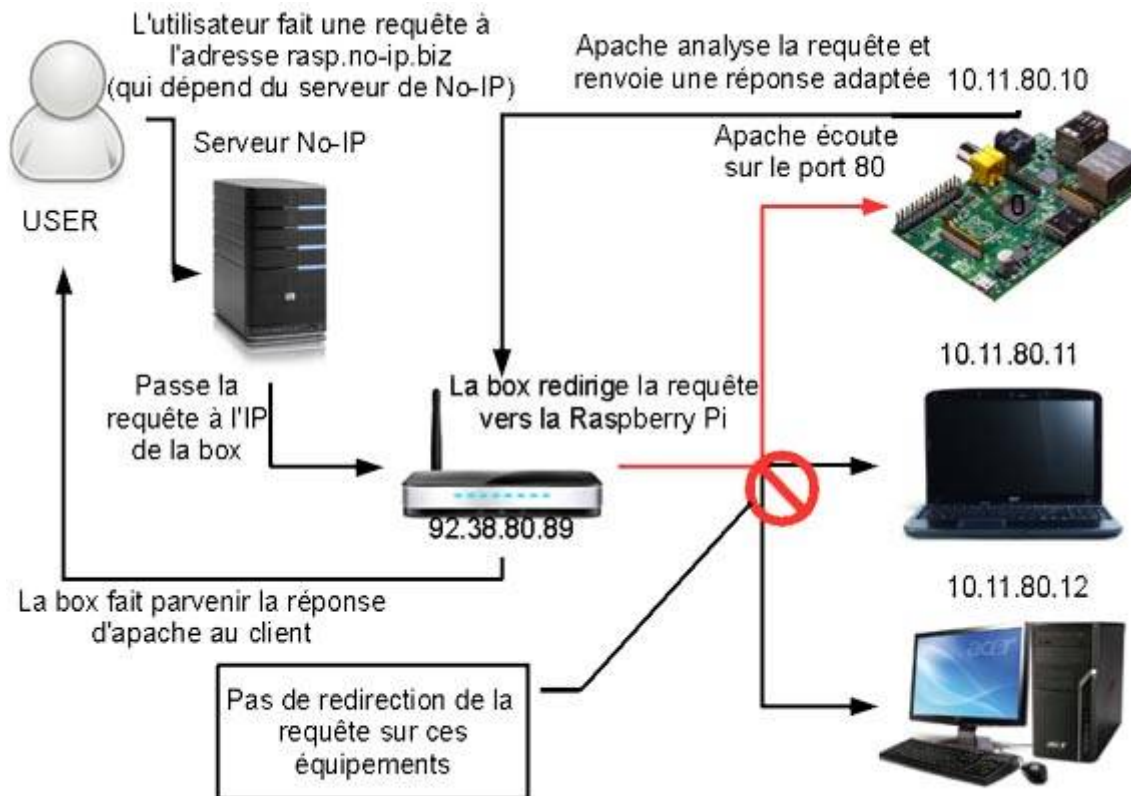 L'utilisateur fait une requête à
l'adresse rasp.no-ip.biz
(qui dépend du serveur de No-IP)
Apache analyse la requête et
renvoie une réponse adaptée
10.11.80.10
Serveur No-IP
Apache écoute
sur le port 80
USER
10.11.80.11
Passe la
requête à l'IP
de la box
La box redirige la requête
vers la Raspberry Pi
92.38.80.89
La box fait parvenir la réponse
d'apache au client
10.11.80.12
Pas de redirection de la
requête sur ces
équipements
acer